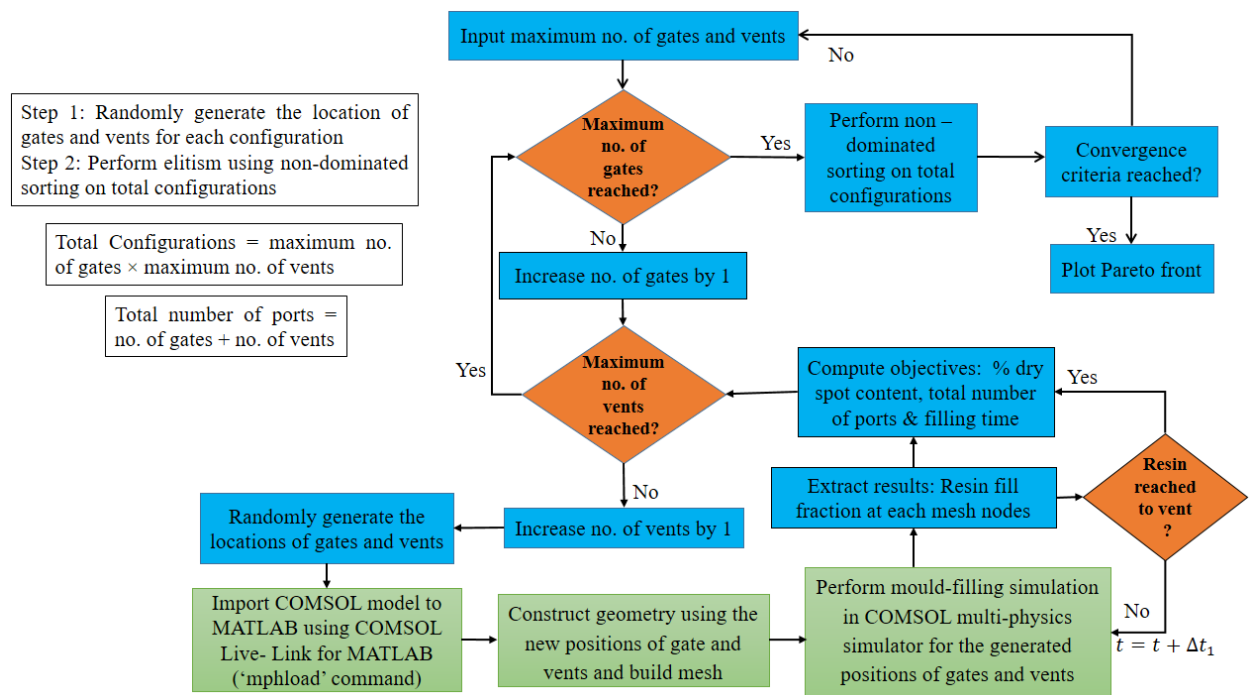 Input maximum no. of gates and vents
No
Step 1: Randomly generate the location of
gates and vents for each configuration
Step 2: Perform elitism using non-dominated
sorting on total configurations
Total Configurations = maximum no.
of gates × maximum no. of vents
Total number of ports =
no. of gates + no. of vents
Maximum
no. of
gates
reached?
Yes
Perform non –
dominated
sorting on total
configurations
Convergence
criteria reached?
Yes
Plot Pareto front
No
Increase no. of gates by 1
Yes
Maximum
no. of
vents
reached?
Compute objectives: % dry
spot content, total number
of ports & filling time
Yes
Extract results: Resin fill
fraction at each mesh nodes
Resin
reached
to vent
?
No
Increase no. of vents by 1
Randomly generate the
locations of gates and vents
Import COMSOL model to
MATLAB using COMSOL
Live- Link for MATLAB
(‘mphload’ command)
Construct geometry using the
new positions of gate and
vents and build mesh
Perform mould-filling simulation
in COMSOL multi-physics
simulator for the generated
positions of gates and vents
No
t = t + Δt₁